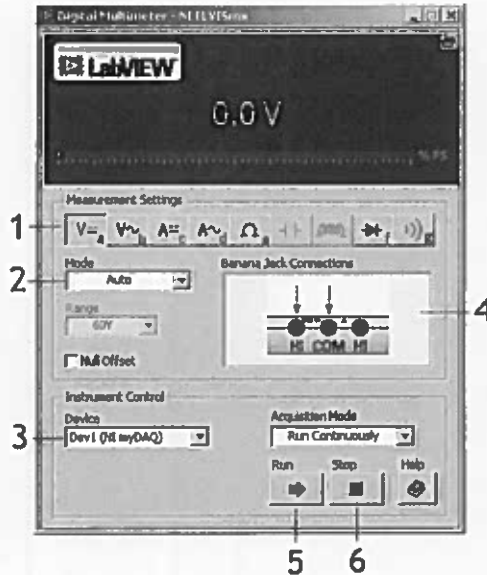 Digital Multimeter - NI ELVISmx
LabVIEW
0.0 V
% FS
Measurement Settings
1
V= a V~ b A= c A~ d Ω e f g
Mode
Banana Jack Connections
2
Auto
4
Range
60V
HI COM HI
Null Offset
Instrument Control
Device
Acquisition Mode
3
Dev1 (NI myDAQ)
Run Continuously
Run Stop Help
5 6